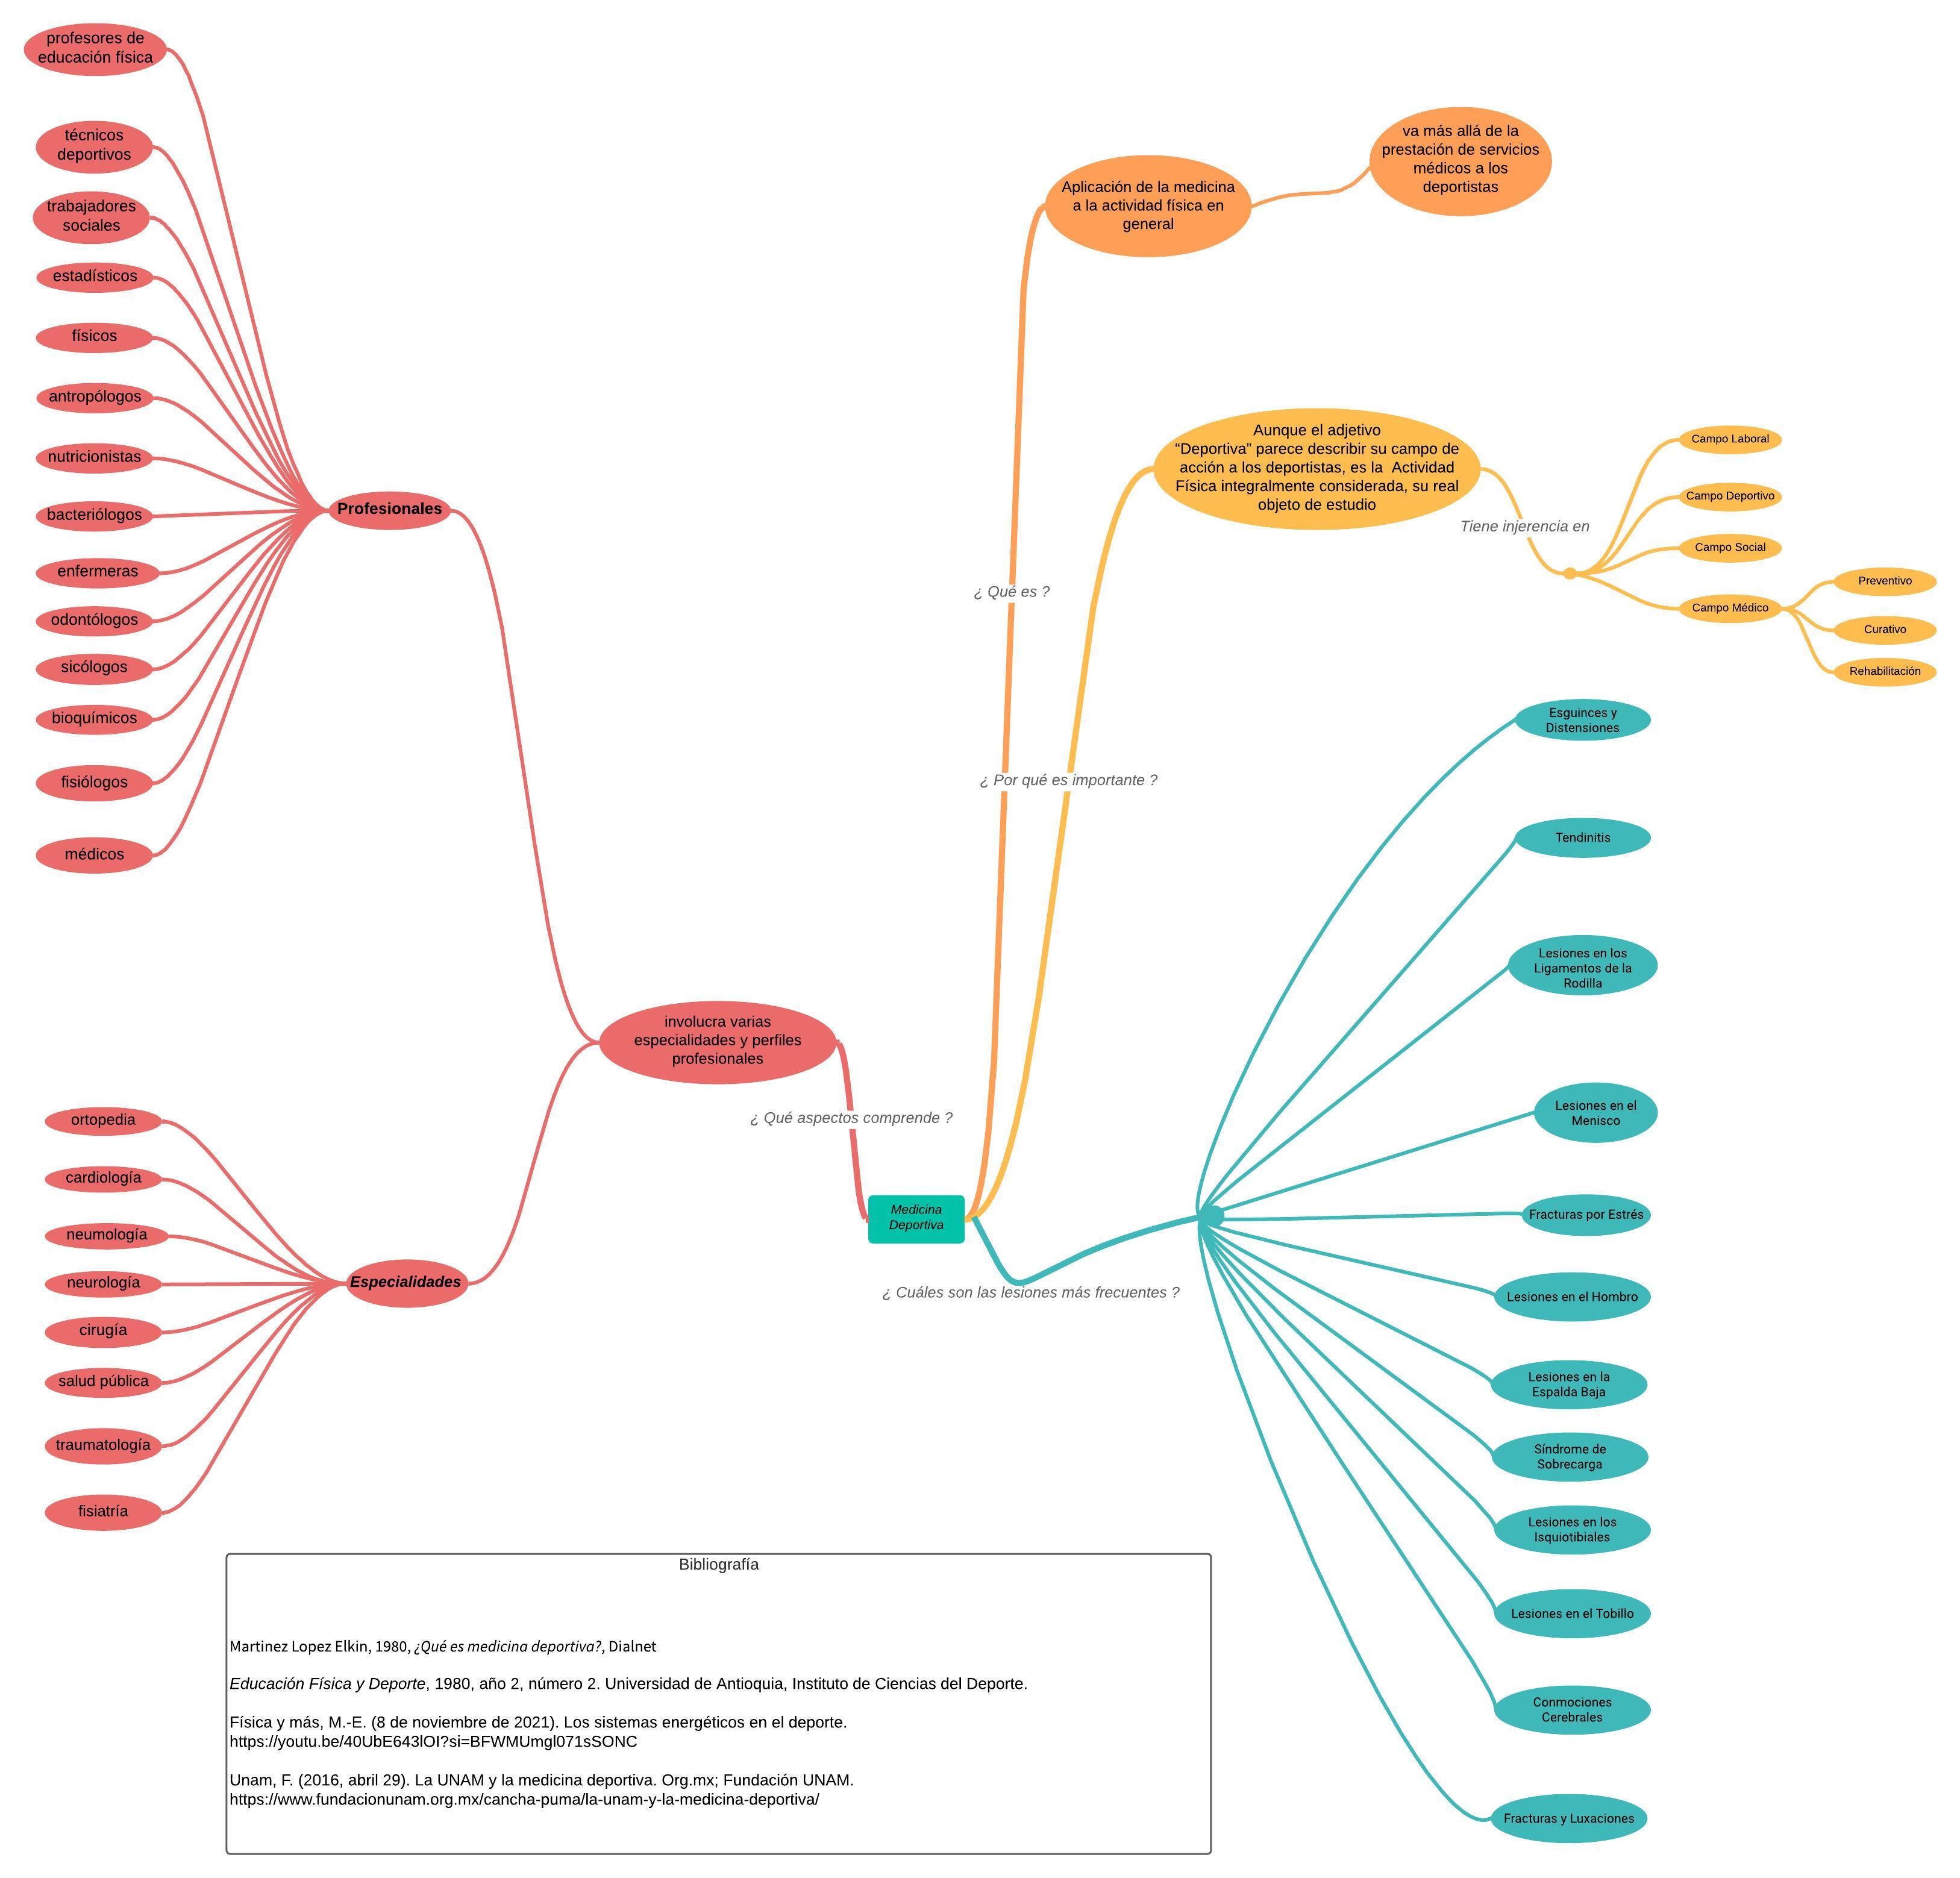 profesores de
educación física
técnicos
deportivos
trabajadores
sociales
estadísticos
físicos
antropólogos
nutricionistas
bacteriólogos
enfermeras
odontólogos
sicólogos
bioquímicos
fisiólogos
médicos
Profesionales
involucra varias
especialidades y perfiles
profesionales
¿ Qué aspectos comprende ?
ortopedia
cardiología
neumología
neurología
cirugía
salud pública
traumatología
fisiatría
Especialidades
Medicina
Deportiva
¿ Qué es ?
Aplicación de la medicina
a la actividad física en
general
va más allá de la
prestación de servicios
médicos a los
deportistas
¿ Por qué es importante ?
Aunque el adjetivo
“Deportiva” parece describir su campo de
acción a los deportistas, es la Actividad
Física integralmente considerada, su real
objeto de estudio
Tiene injerencia en
Campo Laboral
Campo Deportivo
Campo Social
Campo Médico
Preventivo
Curativo
Rehabilitación
¿ Cuáles son las lesiones más frecuentes ?
Esguinces y
Distensiones
Tendinitis
Lesiones en los
Ligamentos de la
Rodilla
Lesiones en el
Menisco
Fracturas por Estrés
Lesiones en el Hombro
Lesiones en la
Espalda Baja
Síndrome de
Sobrecarga
Lesiones en los
Isquiotibiales
Lesiones en el Tobillo
Conmociones
Cerebrales
Fracturas y Luxaciones
Bibliografía
Martinez Lopez Elkin, 1980, ¿Qué es medicina deportiva?, Dialnet
Educación Física y Deporte, 1980, año 2, número 2. Universidad de Antioquia, Instituto de Ciencias del Deporte.
Física y más, M.-E. (8 de noviembre de 2021). Los sistemas energéticos en el deporte.
https://youtu.be/40UbE643lOI?si=BFWMUmgl071sSONC
Unam, F. (2016, abril 29). La UNAM y la medicina deportiva. Org.mx; Fundación UNAM.
https://www.fundacionunam.org.mx/cancha-puma/la-unam-y-la-medicina-deportiva/